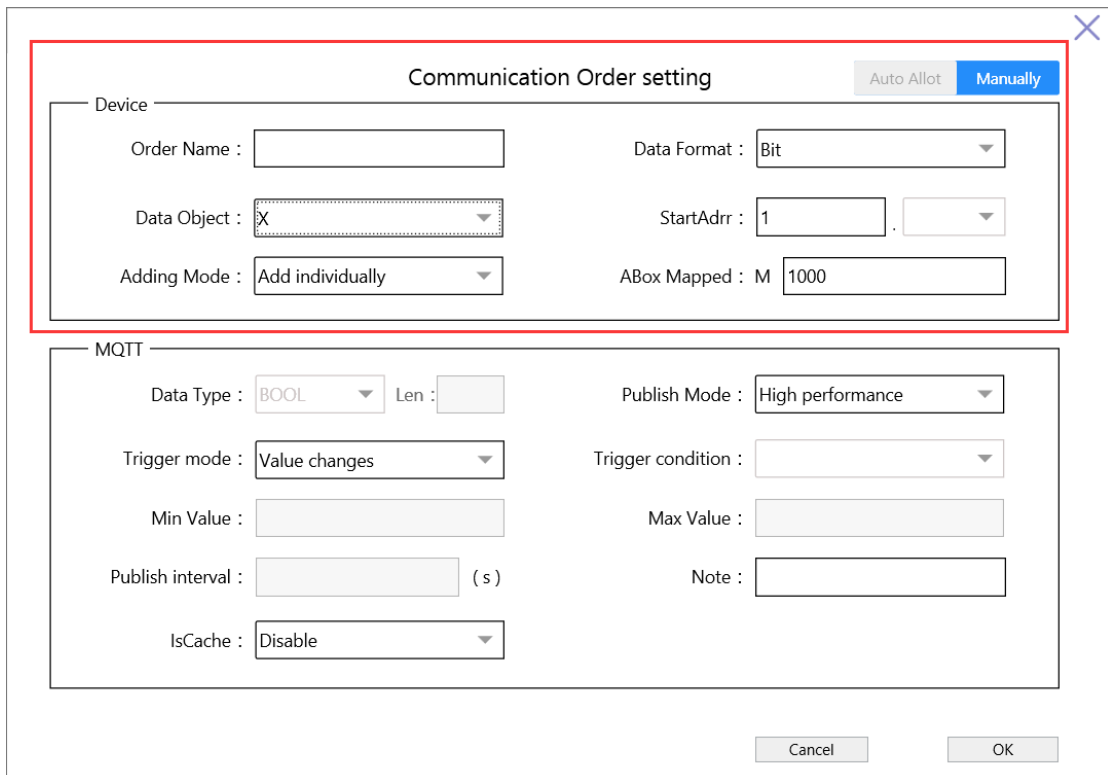 Communication Order setting
Auto Allot Manually
Device
Order Name : Data Format : Bit
Data Object : X StartAdrr : 1 .
Adding Mode : Add individually ABox Mapped : M 1000
MQTT
Data Type : BOOL Len : Publish Mode : High performance
Trigger mode : Value changes Trigger condition :
Min Value : Max Value :
Publish interval : ( s ) Note :
IsCache : Disable
Cancel OK